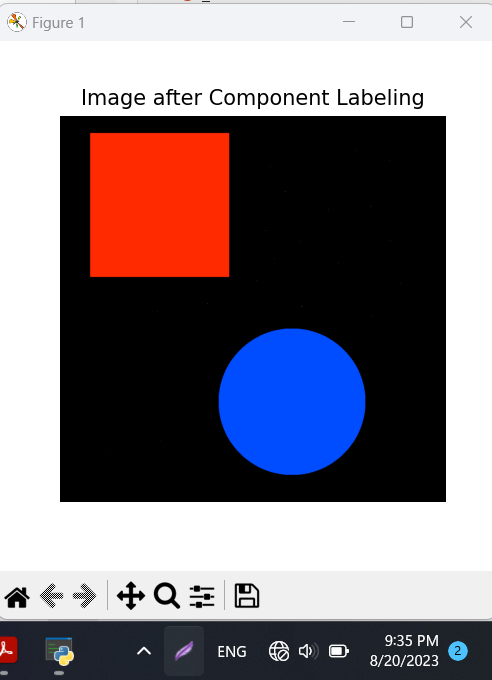 Figure 1
Image after Component Labeling
ENG
9:35 PM
8/20/2023
2